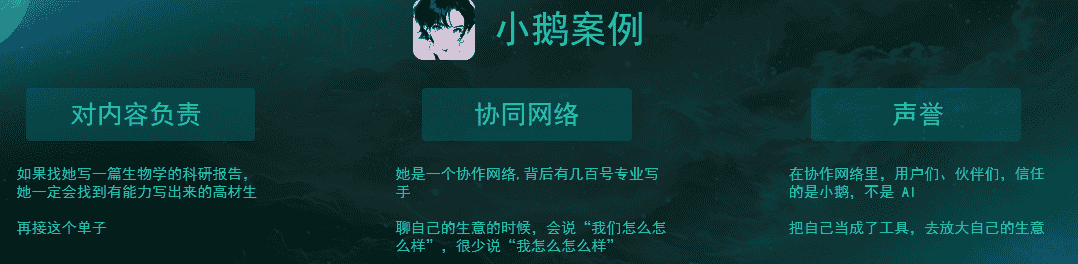 小鹅案例
对内容负责
如果找她写一篇生物学的科研报告，
她一定会找到有能力写出来的高材生
再接这个单子
协同网络
她是一个协作网络,背后有几百号专业写
手
聊自己的生意的时候，会说“我们怎么怎
么样”，很少说“我怎么怎么样”
声誉
在协作网络里，用户们、伙伴们，信任
的是小鹅，不是 AI
把自己当成了工具，去放大自己的生意